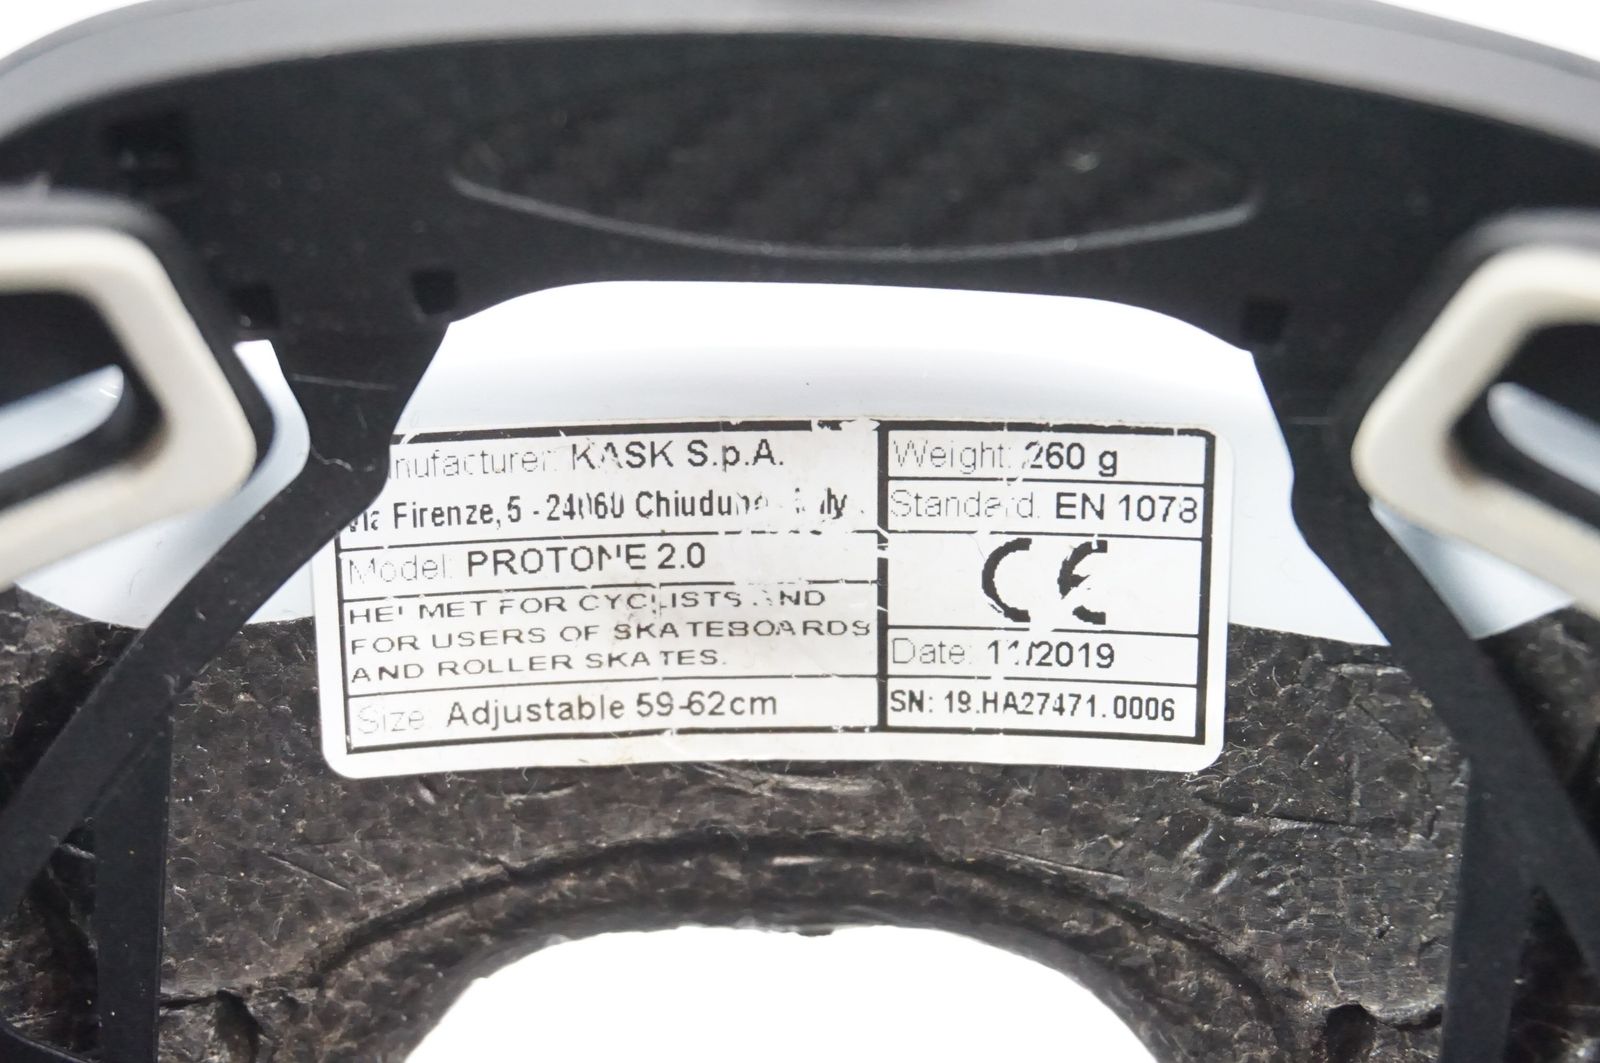 anufacturer: KASK S.p.A.
Via Firenze, 5 - 24060 Chiuduno - Italy
Model: PROTONE 2.0
HELMET FOR CYCLISTS AND
FOR USERS OF SKATEBOARDS
AND ROLLER SKATES.
Size: Adjustable 59-62cm
Weight: 260 g
Standard: EN 1078
CE
Date: 11/2019
SN: 19.HA27471.0006